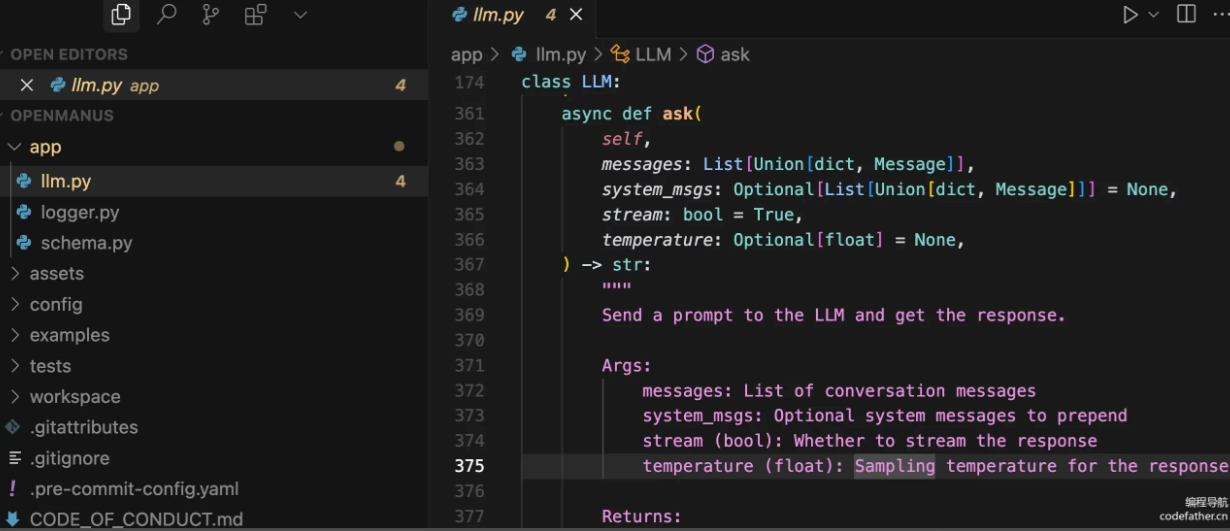 llm.py 4
OPEN EDITORS
llm.py app 4
OPENMANUS
app
llm.py 4
logger.py
schema.py
assets
config
examples
tests
workspace
.gitattributes
.gitignore
.pre-commit-config.yaml
CODE_OF_CONDUCT.md
app > llm.py > LLM > ask
174 class LLM:
361 async def ask(
362 self,
363 messages: List[Union[dict, Message]],
364 system_msgs: Optional[List[Union[dict, Message]]] = None,
365 stream: bool = True,
366 temperature: Optional[float] = None,
367 ) -> str:
368 """
369 Send a prompt to the LLM and get the response.
370
371 Args:
372 messages: List of conversation messages
373 system_msgs: Optional system messages to prepend
374 stream (bool): Whether to stream the response
375 temperature (float): Sampling temperature for the response
376
377 Returns:
编程导航
codefather.cn